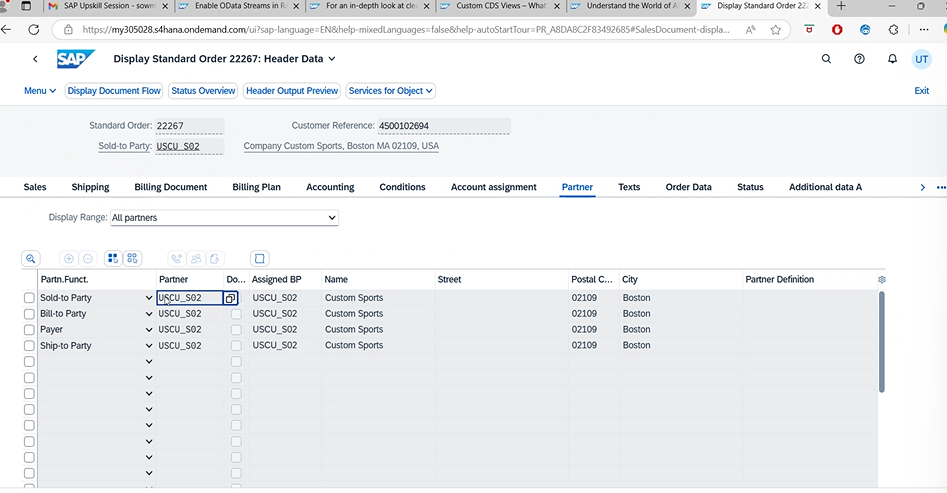 SAP Upskill Session - sowm
Enable OData Streams in RA
For an in-depth look at clea
Custom CDS Views – What
Understand the World of A
Display Standard Order 222
https://my305028.s4hana.ondemand.com/ui?sap-language=EN&help-mixedLanguages=false&help-autoStartTour=PR_A8DA8C2F83492685#SalesDocument-displa...
SAP
Display Standard Order 22267: Header Data
UT
Menu
Display Document Flow
Status Overview
Header Output Preview
Services for Object
Exit
Standard Order: 22267
Customer Reference: 4500102694
Sold-to Party: USCU_S02
Company Custom Sports, Boston MA 02109, USA
Sales Shipping Billing Document Billing Plan Accounting Conditions Account assignment Partner Texts Order Data Status Additional data A
Display Range: All partners
Partn.Funct. Partner Do... Assigned BP Name Street Postal C... City Partner Definition
Sold-to Party USCU_S02 USCU_S02 Custom Sports 02109 Boston
Bill-to Party USCU_S02 USCU_S02 Custom Sports 02109 Boston
Payer USCU_S02 USCU_S02 Custom Sports 02109 Boston
Ship-to Party USCU_S02 USCU_S02 Custom Sports 02109 Boston